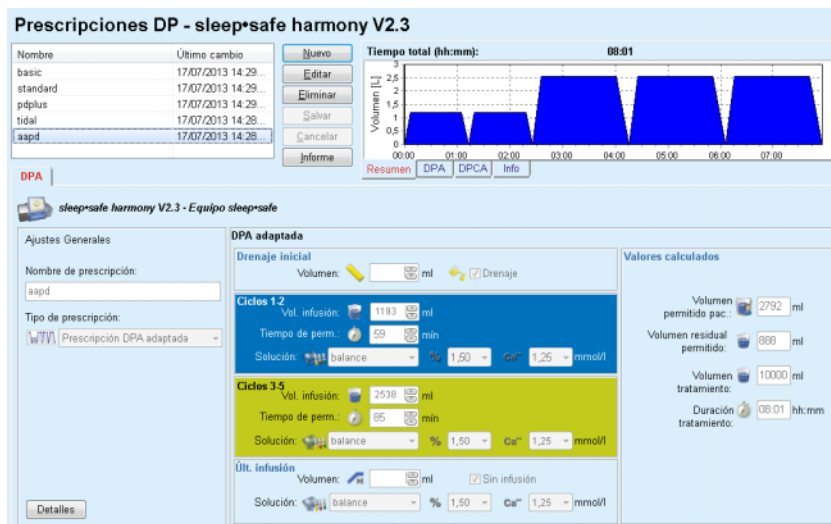 Prescripciones DP - sleep•safe harmony V2.3
Nombre Último cambio
basic 17/07/2013 14:29...
standard 17/07/2013 14:29...
pdplus 17/07/2013 14:29...
tidal 17/07/2013 14:28...
aapd 17/07/2013 14:28...
Nuevo
Editar
Eliminar
Salvar
Cancelar
Informe
Tiempo total (hh:mm): 08:01
Volumen [L]
3
2,5
2
1,5
1
0,5
0
00:00 01:00 02:00 03:00 04:00 05:00 06:00 07:00
Resumen DPA DPCA Info
DPA
sleep•safe harmony V2.3 - Equipo sleep•safe
Ajustes Generales
Nombre de prescripción:
aapd
Tipo de prescripción:
Prescripción DPA adaptada
Detalles
DPA adaptada
Drenaje inicial
Volumen: ml Drenaje
Ciclos 1-2
Vol. infusión: 1193 ml
Tiempo de perm.: 59 min
Solución: balance % 1,50 Ca** 1,25 mmol/l
Ciclos 3-5
Vol. infusión: 2538 ml
Tiempo de perm.: 85 min
Solución: balance % 1,50 Ca** 1,25 mmol/l
Últ. infusión
Volumen: ml Sin infusión
Solución: balance % 1,50 Ca** 1,25 mmol/l
Valores calculados
Volumen
permitido pac.: 2792 ml
Volumen residual
permitido: 888 ml
Volumen
tratamiento: 10000 ml
Duración
tratamiento: 08:01 hh:mm